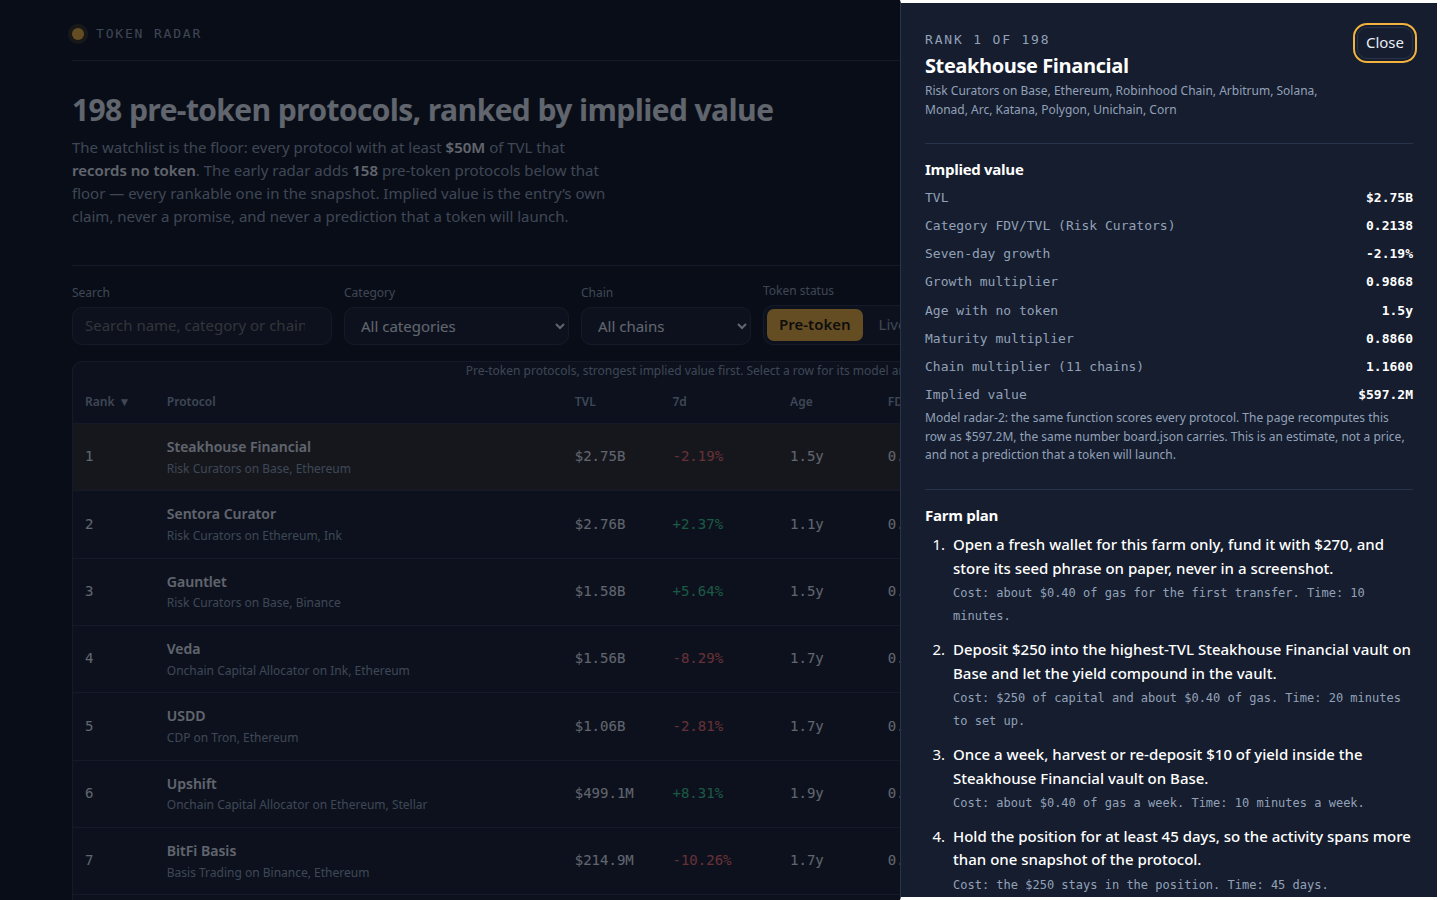 TOKEN RADAR
198 pre-token protocols, ranked by implied value
The watchlist is the floor: every protocol with at least $50M of TVL that
records no token. The early radar adds 158 pre-token protocols below that
floor — every rankable one in the snapshot. Implied value is the entry's own
claim, never a promise, and never a prediction that a token will launch.
Search
Category
Chain
Token status
Search name, category or chain
All categories
All chains
Pre-token
Live
Pre-token protocols, strongest implied value first. Select a row for its model
Rank ▼ Protocol TVL 7d Age
1 Steakhouse Financial $2.75B -2.19% 1.5y 0.
Risk Curators on Base, Ethereum
2 Sentora Curator $2.76B +2.37% 1.1y 0.
Risk Curators on Ethereum, Ink
3 Gauntlet $1.58B +5.64% 1.5y 0.
Risk Curators on Base, Binance
4 Veda $1.56B -8.29% 1.7y 0.
Onchain Capital Allocator on Ink, Ethereum
5 USDD $1.06B -2.81% 1.7y 0.
CDP on Tron, Ethereum
6 Upshift $499.1M +8.31% 1.9y 0.
Onchain Capital Allocator on Ethereum, Stellar
7 BitFi Basis $214.9M -10.26% 1.7y 0.
Basis Trading on Binance, Ethereum
RANK 1 OF 198
Close
Steakhouse Financial
Risk Curators on Base, Ethereum, Robinhood Chain, Arbitrum, Solana,
Monad, Arc, Katana, Polygon, Unichain, Corn
Implied value
TVL $2.75B
Category FDV/TVL (Risk Curators) 0.2138
Seven-day growth -2.19%
Growth multiplier 0.9868
Age with no token 1.5y
Maturity multiplier 0.8860
Chain multiplier (11 chains) 1.1600
Implied value $597.2M
Model radar-2: the same function scores every protocol. The page recomputes this
row as $597.2M, the same number board.json carries. This is an estimate, not a price,
and not a prediction that a token will launch.
Farm plan
1. Open a fresh wallet for this farm only, fund it with $270, and
store its seed phrase on paper, never in a screenshot.
Cost: about $0.40 of gas for the first transfer. Time: 10
minutes.
2. Deposit $250 into the highest-TVL Steakhouse Financial vault on
Base and let the yield compound in the vault.
Cost: $250 of capital and about $0.40 of gas. Time: 20 minutes
to set up.
3. Once a week, harvest or re-deposit $10 of yield inside the
Steakhouse Financial vault on Base.
Cost: about $0.40 of gas a week. Time: 10 minutes a week.
4. Hold the position for at least 45 days, so the activity spans more
than one snapshot of the protocol.
Cost: the $250 stays in the position. Time: 45 days.